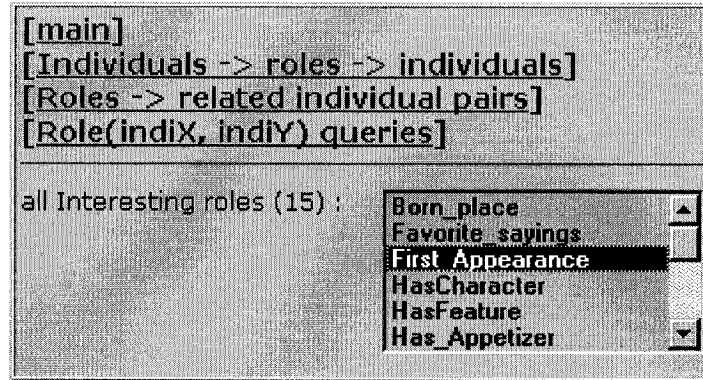 [main]
[Individuals -> roles -> individuals]
[Roles -> related individual pairs]
[Role(indiX, indiY) queries]
all Interesting roles (15) :
Born_place
Favorite_sayings
First_Appearance
HasCharacter
HasFeature
Has_Appetizer